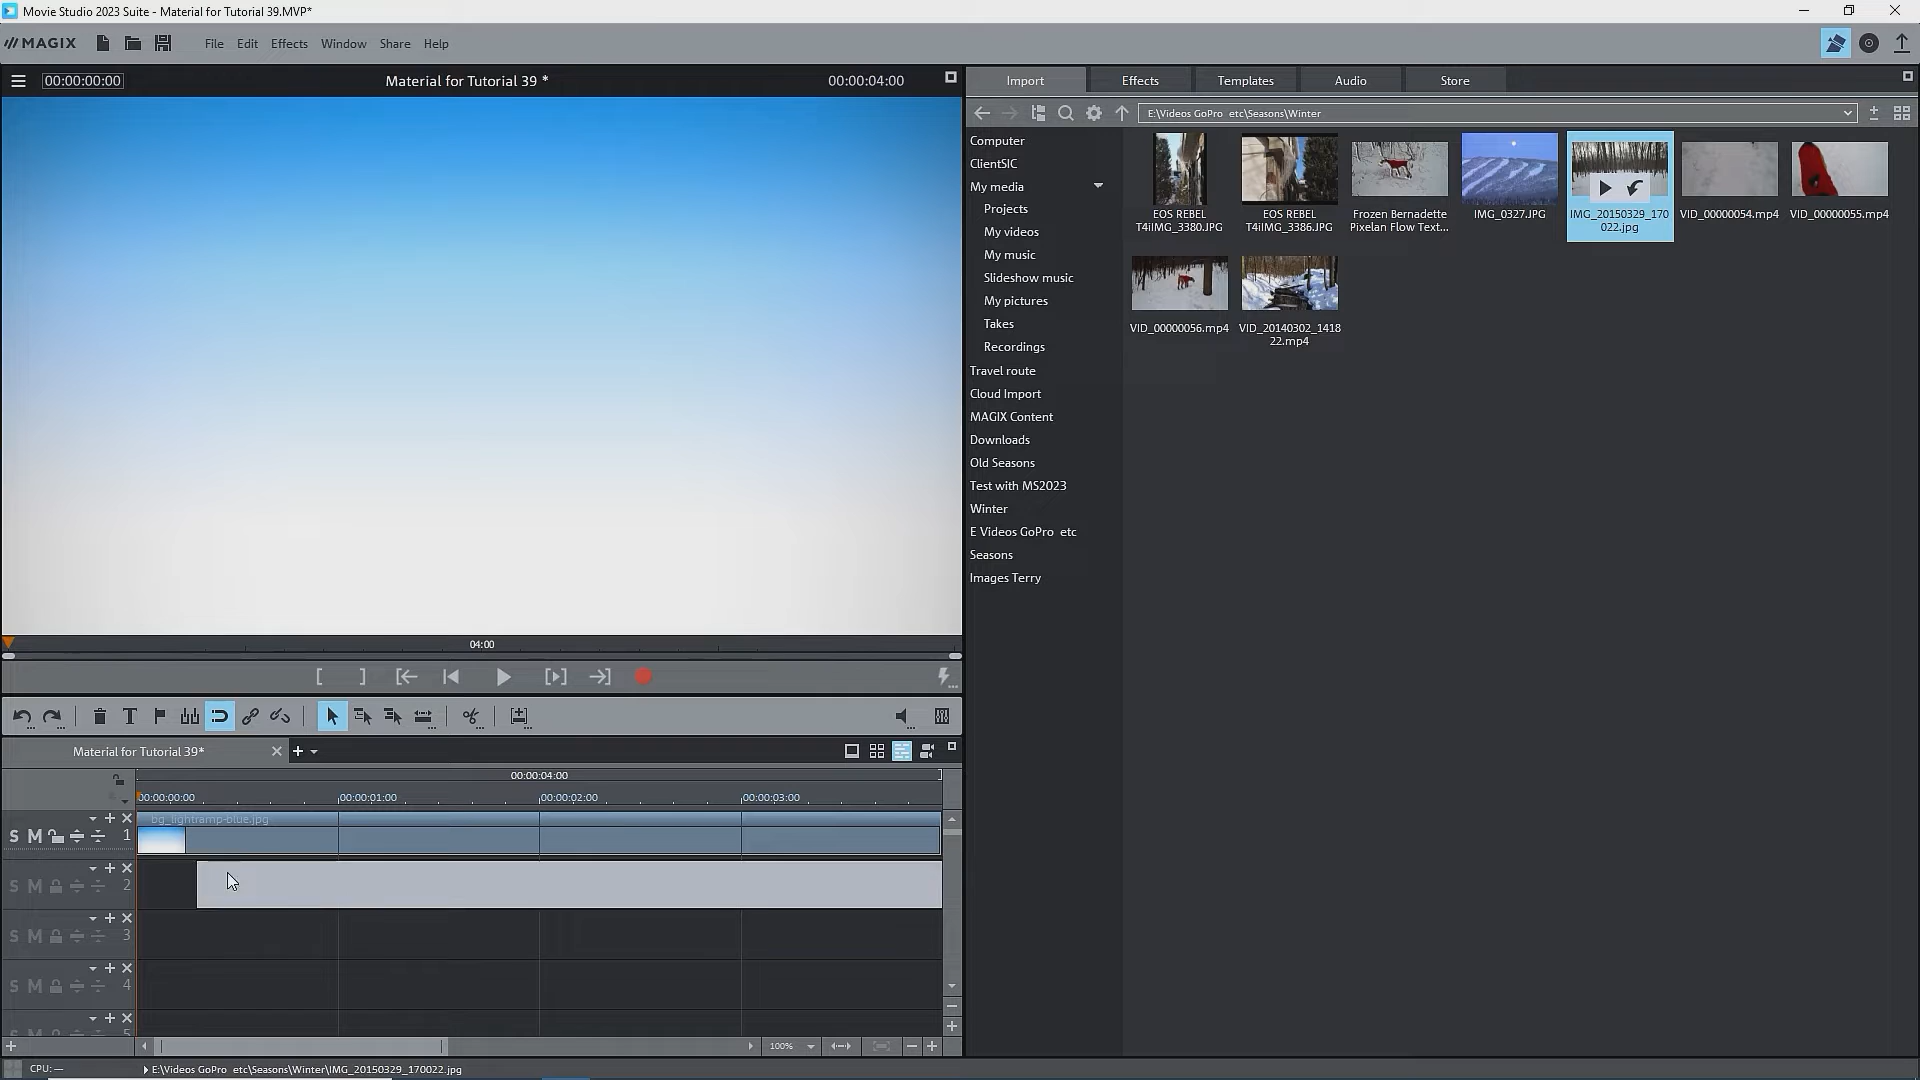 Movie Studio 2023 Suite - Material for Tutorial 39.MVP*
MAGIX File Edit Effects Window Share Help
00:00:00:00 Material for Tutorial 39 * 00:00:04:00
Import Effects Templates Audio Store
E:\Videos GoPro etc\Seasons\Winter
Computer
ClientSIC
My media
Projects
My videos
My music
Slideshow music
My pictures
Takes
Recordings
Travel route
Cloud Import
MAGIX Content
Downloads
Old Seasons
Test with MS2023
Winter
E Videos GoPro etc
Seasons
Images Terry
EOS REBEL
T4iIMG_3380.JPG
EOS REBEL
T4iIMG_3386.JPG
Frozen Bernadette
Pixelan Flow Text...
IMG_0327.JPG
IMG_20150329_170
022.jpg
VID_00000054.mp4
VID_00000055.mp4
VID_00000056.mp4
VID_20140302_1418
22.mp4
04:00
Material for Tutorial 39*
00:00:04:00
00:00:00:00 00:00:01:00 00:00:02:00 00:00:03:00
bg_lightramp-blue.jpg
S M 1
S M 2
S M 3
S M 4
5
100%
CPU: — E:\Videos GoPro etc\Seasons\Winter\IMG_20150329_170022.jpg